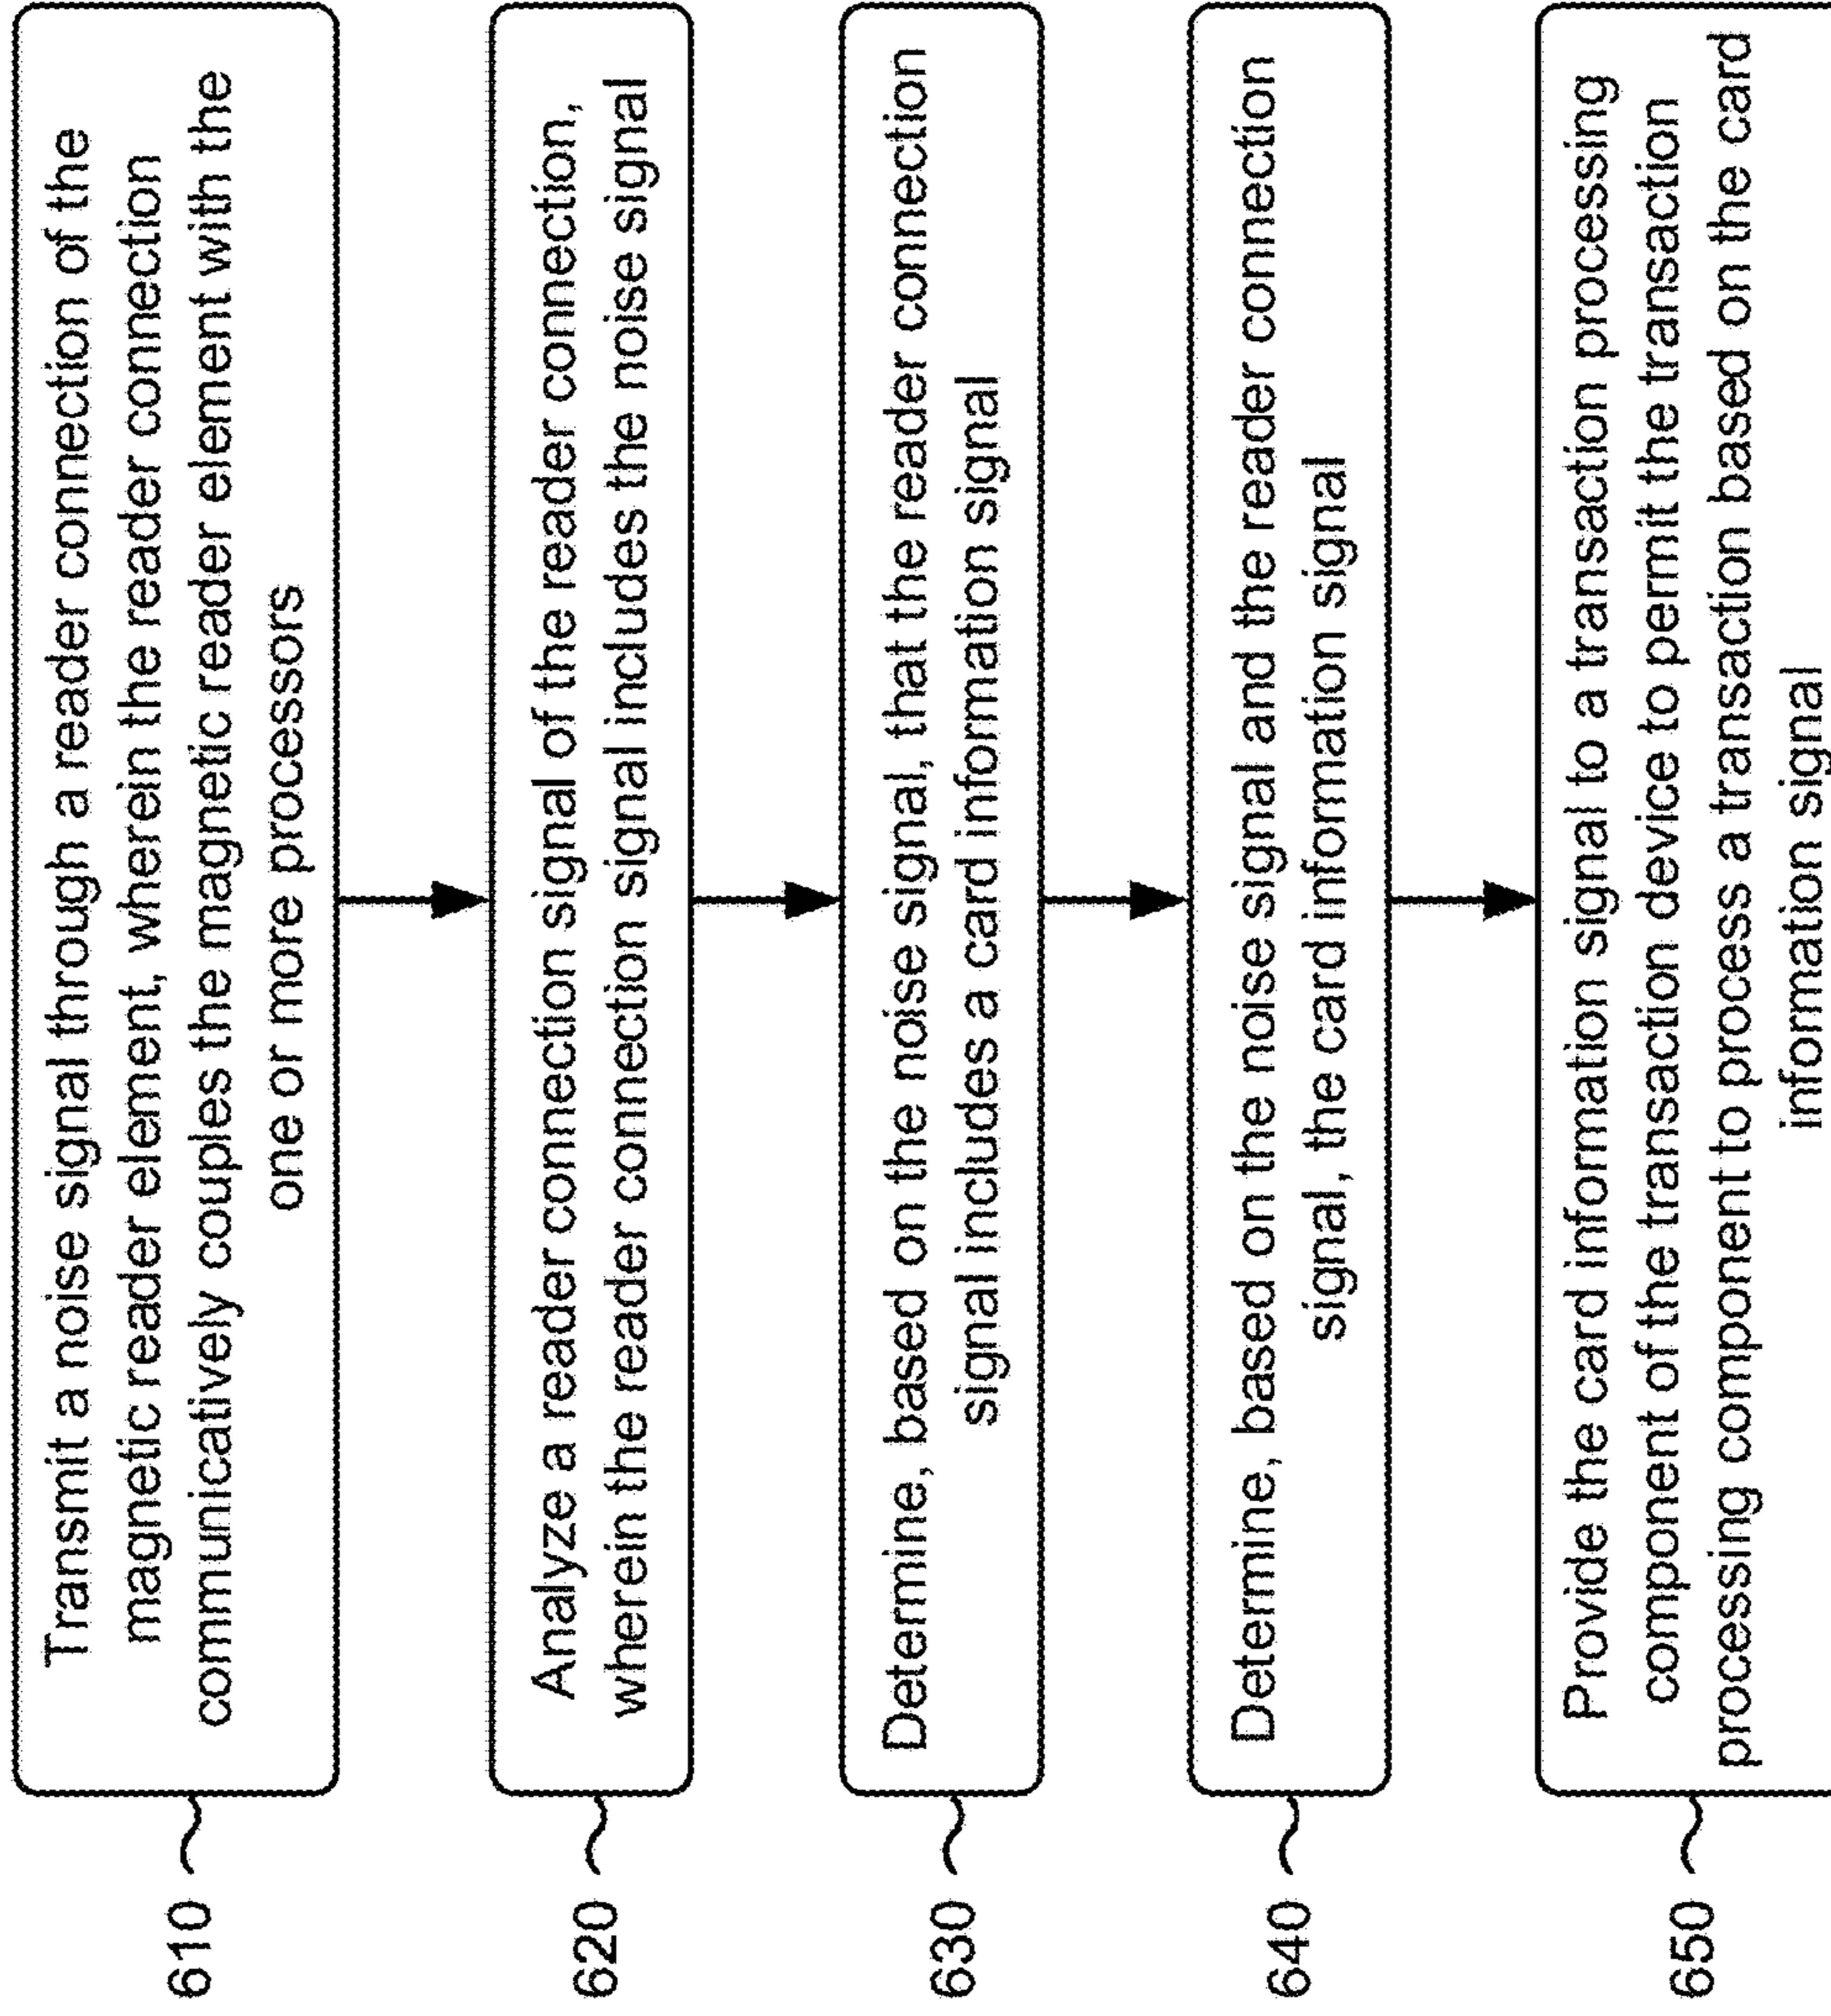 610
Transmit a noise signal through a reader connection of the
magnetic reader element, wherein the reader connection
communicatively couples the magnetic reader element with the
one or more processors
620
Analyze a reader connection signal of the reader connection,
wherein the reader connection signal includes the noise signal
630
Determine, based on the noise signal, that the reader connection
signal includes a card information signal
640
Determine, based on the noise signal and the reader connection
signal, the card information signal
650
Provide the card information signal to a transaction processing
component of the transaction device to permit the transaction
processing component to process a transaction based on the card
information signal